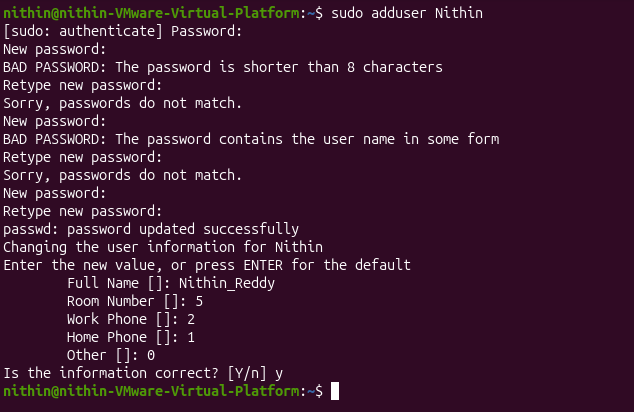 nithin@nithin-VMware-Virtual-Platform:~$ sudo adduser Nithin
[sudo: authenticate] Password:
New password:
BAD PASSWORD: The password is shorter than 8 characters
Retype new password:
Sorry, passwords do not match.
New password:
BAD PASSWORD: The password contains the user name in some form
Retype new password:
Sorry, passwords do not match.
New password:
Retype new password:
passwd: password updated successfully
Changing the user information for Nithin
Enter the new value, or press ENTER for the default
        Full Name []: Nithin_Reddy
        Room Number []: 5
        Work Phone []: 2
        Home Phone []: 1
        Other []: 0
Is the information correct? [Y/n] y
nithin@nithin-VMware-Virtual-Platform:~$